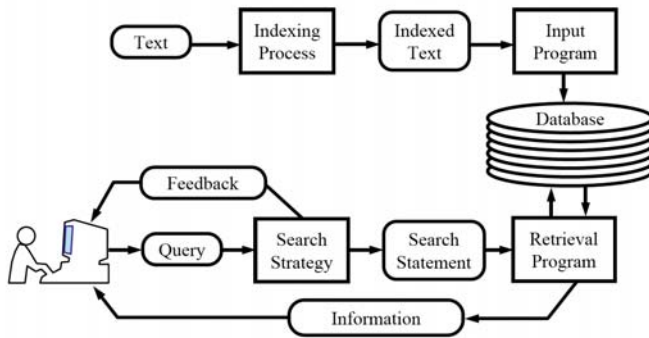 Text
Indexing
Process
Indexed
Text
Input
Program
Database
Feedback
Query
Search
Strategy
Search
Statement
Retrieval
Program
Information